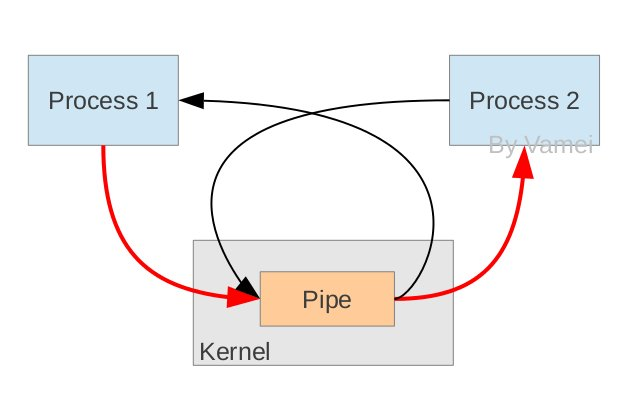 Process 1
Process 2
By Vamei
Pipe
Kernel